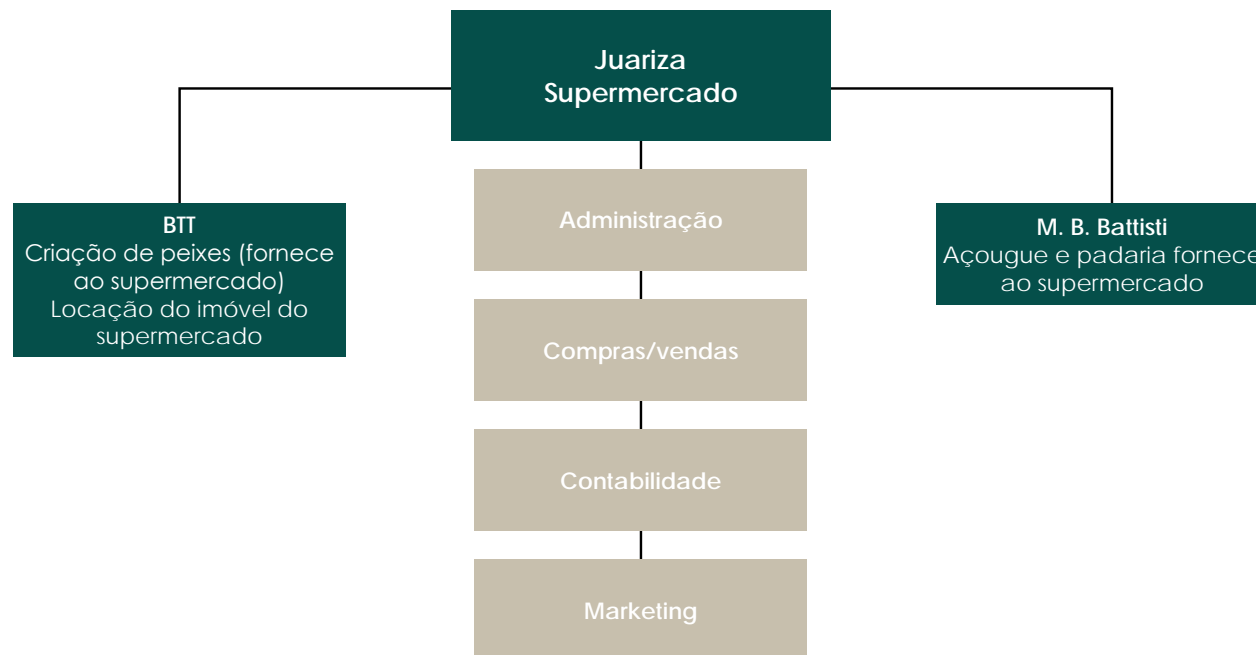 Juariza
Supermercado
BTT
Criação de peixes (fornece
ao supermercado)
Locação do imóvel do
supermercado
Administração
Compras/vendas
Contabilidade
Marketing
M. B. Battisti
Açougue e padaria fornece
ao supermercado